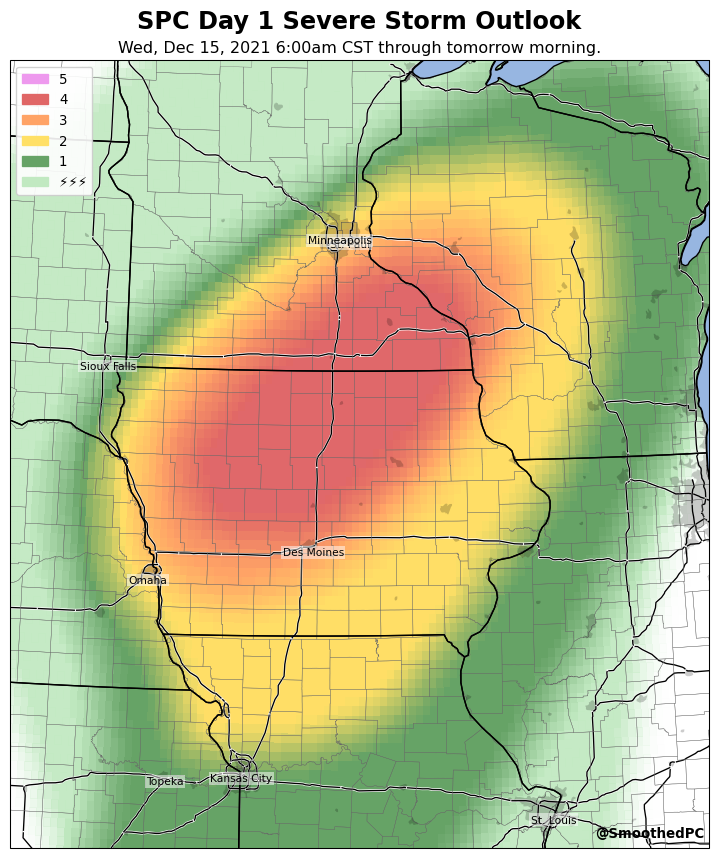 SPC Day 1 Severe Storm Outlook
Wed, Dec 15, 2021 6:00am CST through tomorrow morning.
5
4
3
2
1
⚡⚡⚡
Minneapolis
Sioux Falls
Des Moines
Omaha
Kansas City
Topeka
St. Louis
@SmoothedPC